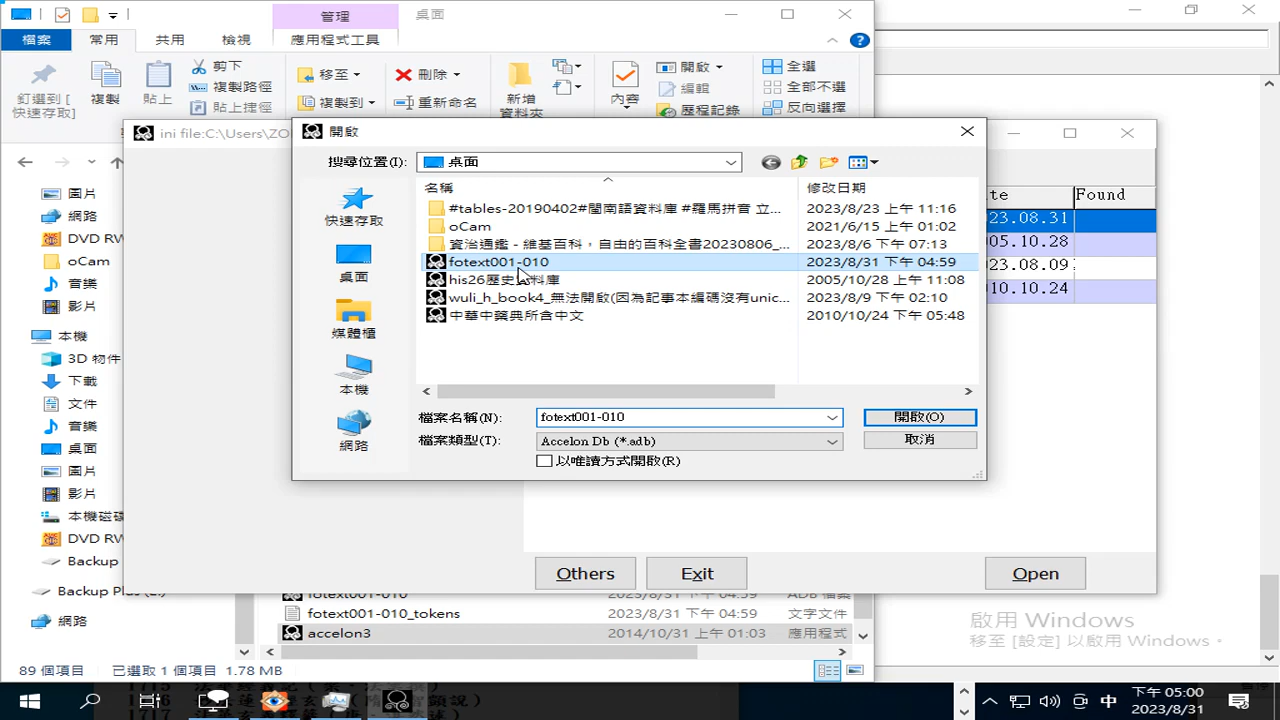 管理
桌面
檔案
常用
共用
檢視
應用程式工具
釘選到 [
快速存取]
複製
貼上
剪下
複製路徑
貼上捷徑
移至
複製到
刪除
重新命名
新增
資料夾
內容
開啟
編輯
歷程記錄
全選
全部不選
反向選擇
ini file:C:\Users\ZO
開啟
搜尋位置(I):
桌面
名稱
修改日期
#tables-20190402#閩南語資料庫 #羅馬拼音 立...
2023/8/23 上午 11:16
oCam
2021/6/15 上午 01:02
資治通鑑 - 維基百科，自由的百科全書20230806_...
2023/8/6 下午 07:13
fotext001-010
2023/8/31 下午 04:59
his26歷史資料庫
2005/10/28 上午 11:08
wuli_h_book4_無法開啟(因為記事本編碼沒有unic...
2023/8/9 下午 02:10
中華中藥典所含中文
2010/10/24 下午 05:48
快速存取
桌面
媒體櫃
本機
網路
檔案名稱(N):
fotext001-010
開啟(O)
檔案類型(T):
Accelon Db (*.adb)
取消
以唯讀方式開啟(R)
te
Found
23.08.31
05.10.28
23.08.09
010.10.24
圖片
網路
DVD RW
oCam
音樂
影片
本機
3D 物件
下載
文件
音樂
桌面
圖片
影片
本機磁碟
DVD RW
Backup
Backup Plus (E:)
網路
Others
Exit
Open
fotext001-010
2023/8/31 下午 04:59
ADB 檔案
fotext001-010_tokens
2023/8/31 下午 04:59
文字文件
accelon3
2014/10/31 上午 01:03
應用程式
89 個項目
已選取 1 個項目 1.78 MB
啟用 Windows
移至 [設定] 以啟用 Windows。
1717
中
下午 05:00
2023/8/31